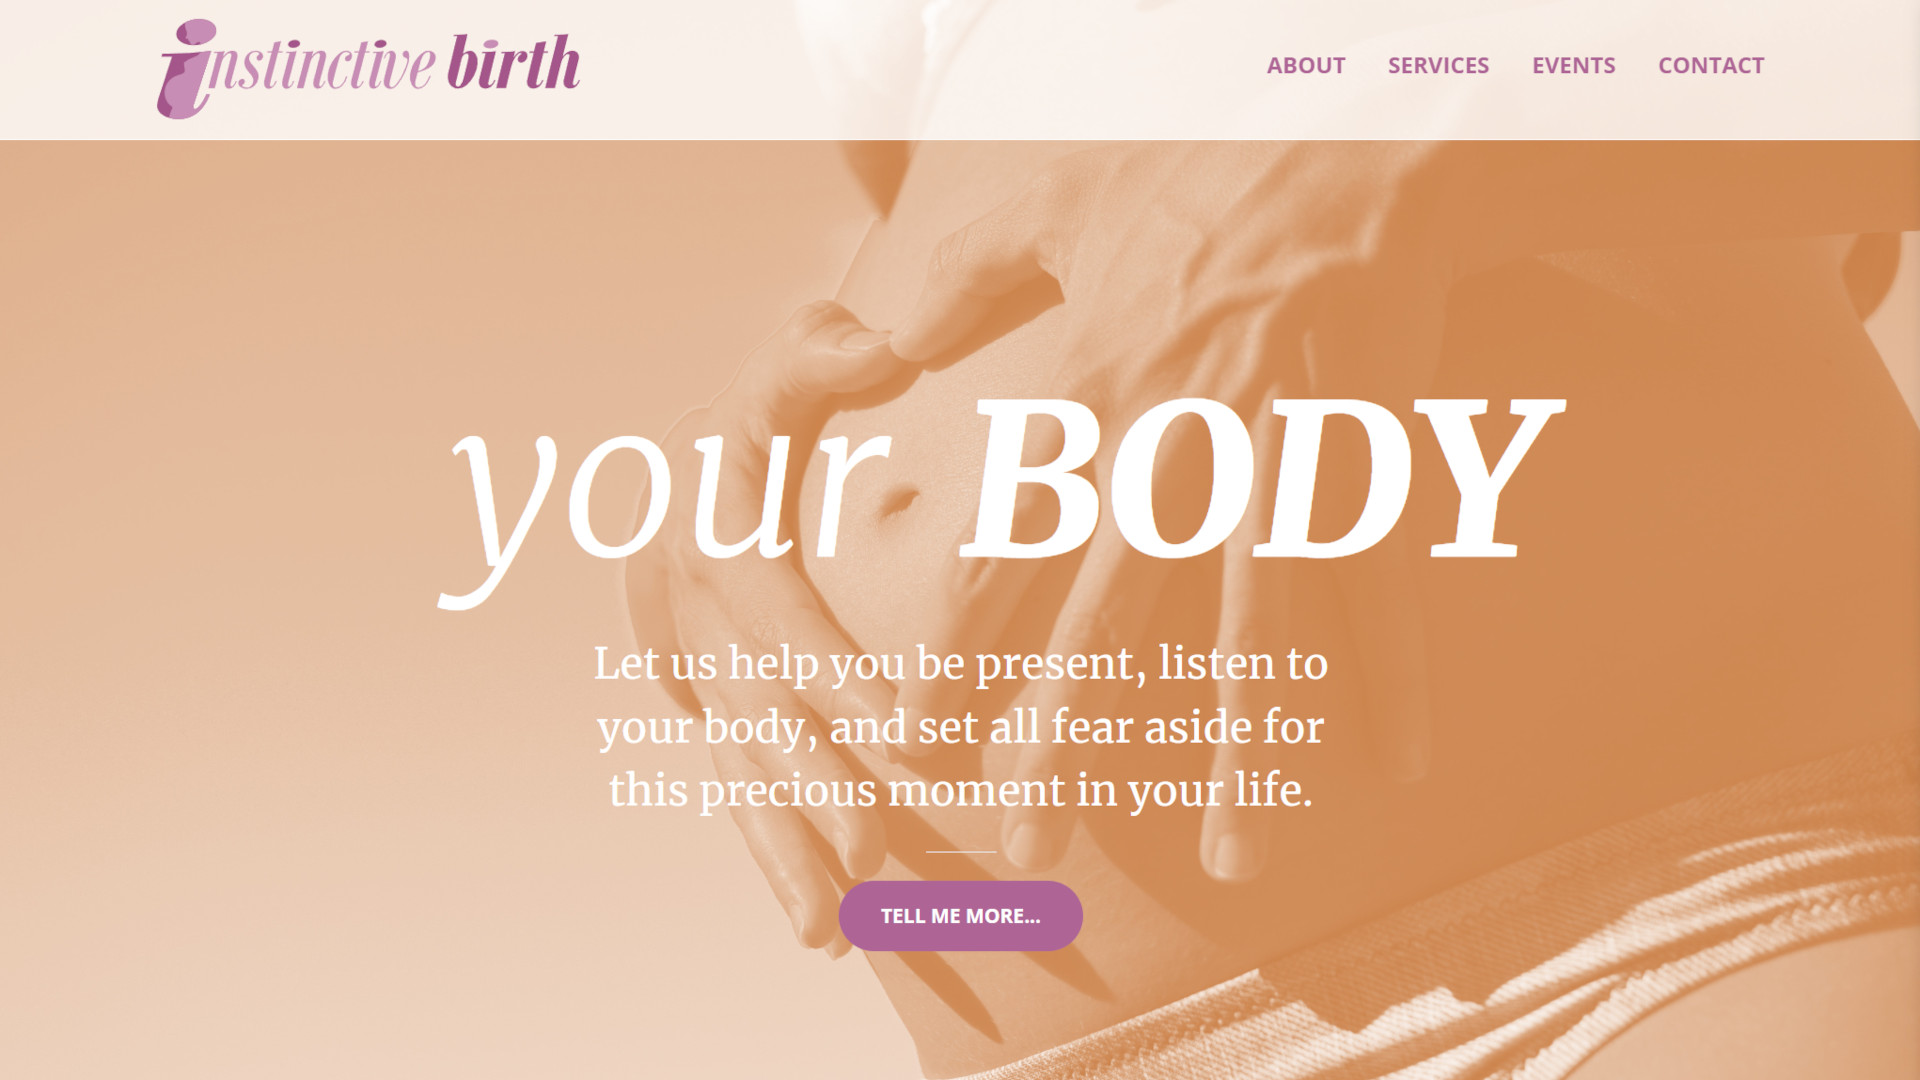 instinctive birth
ABOUT SERVICES EVENTS CONTACT
your BODY
Let us help you be present, listen to
your body, and set all fear aside for
this precious moment in your life.
TELL ME MORE...